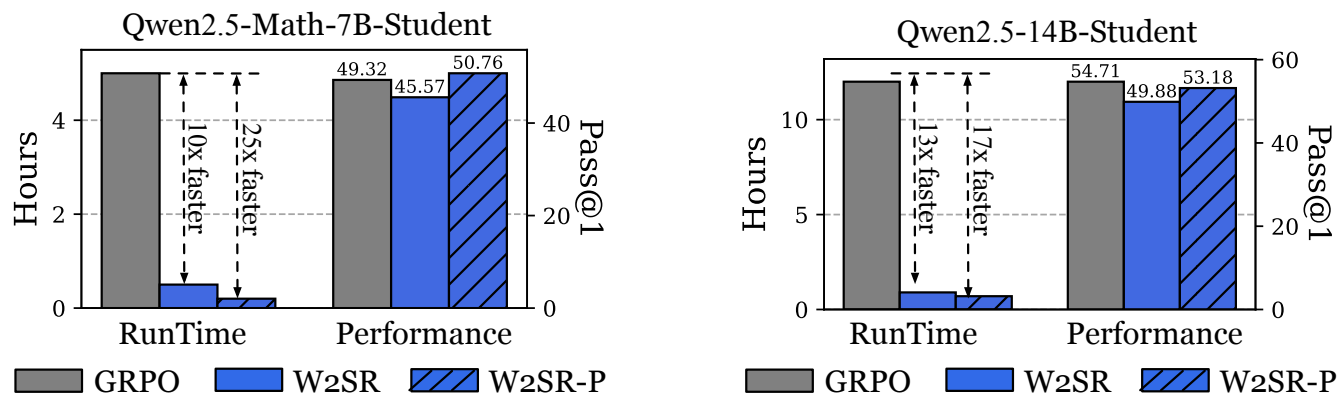 Qwen2.5-Math-7B-Student
Hours
0
2
4
10x faster
25x faster
49.32
45.57
50.76
0
20
40
Pass@1
RunTime
Performance
GRPO
W2SR
W2SR-P
Qwen2.5-14B-Student
Hours
0
5
10
13x faster
17x faster
54.71
49.88
53.18
0
20
40
60
Pass@1
RunTime
Performance
GRPO
W2SR
W2SR-P